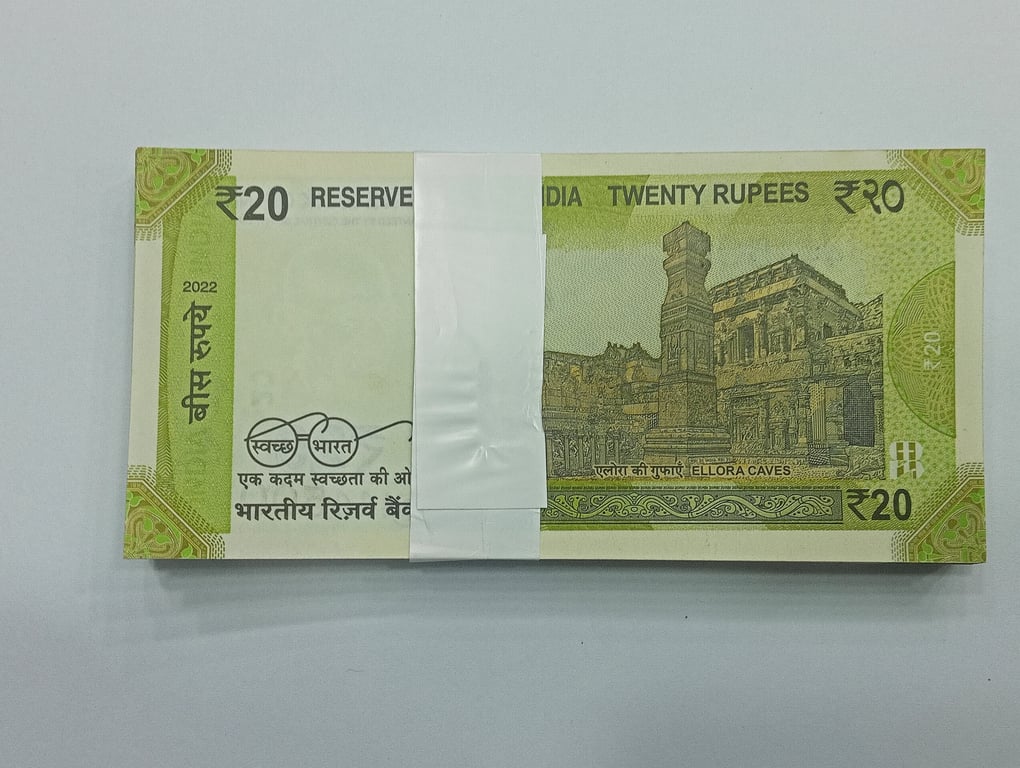 ₹20 RESERVE INDIA TWENTY RUPEES ₹२०
2022
बीस रुपये
₹20
स्वच्छ भारत
एलोरा की गुफाएं ELLORA CAVES
एक कदम स्वच्छता की ओ
भारतीय रिज़र्व बैंक
₹20